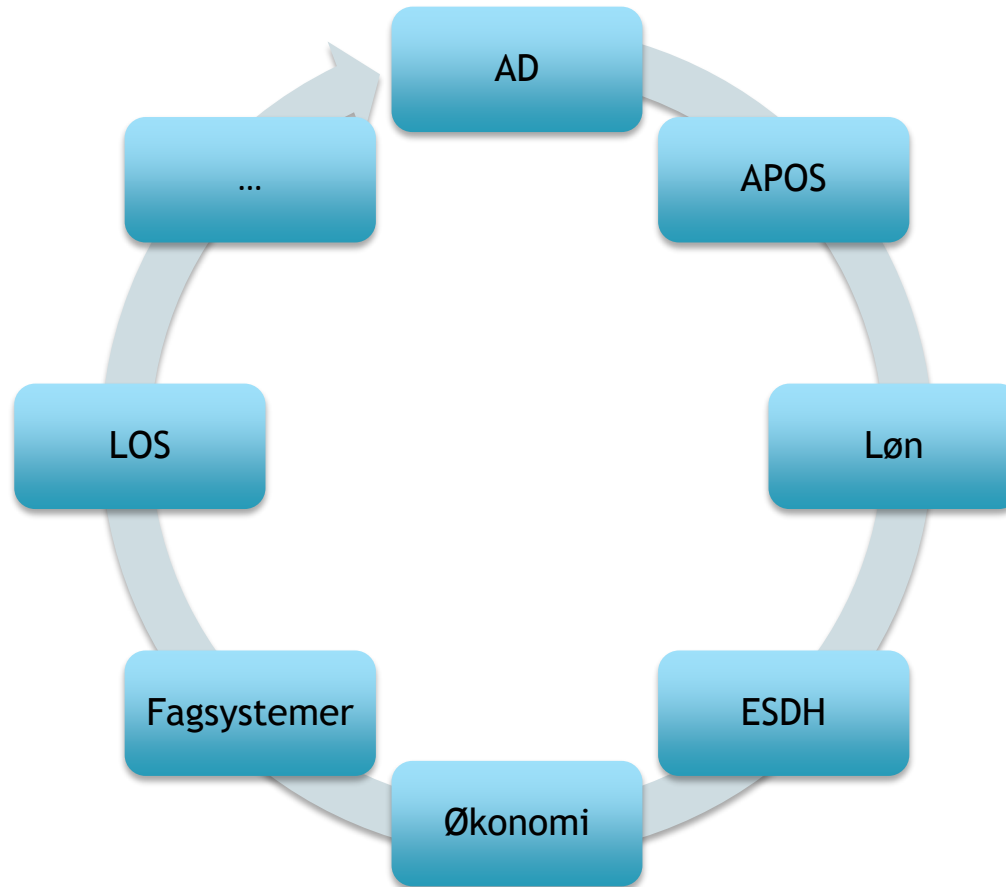 AD
APOS
Løn
ESDH
Økonomi
Fagsystemer
LOS
…